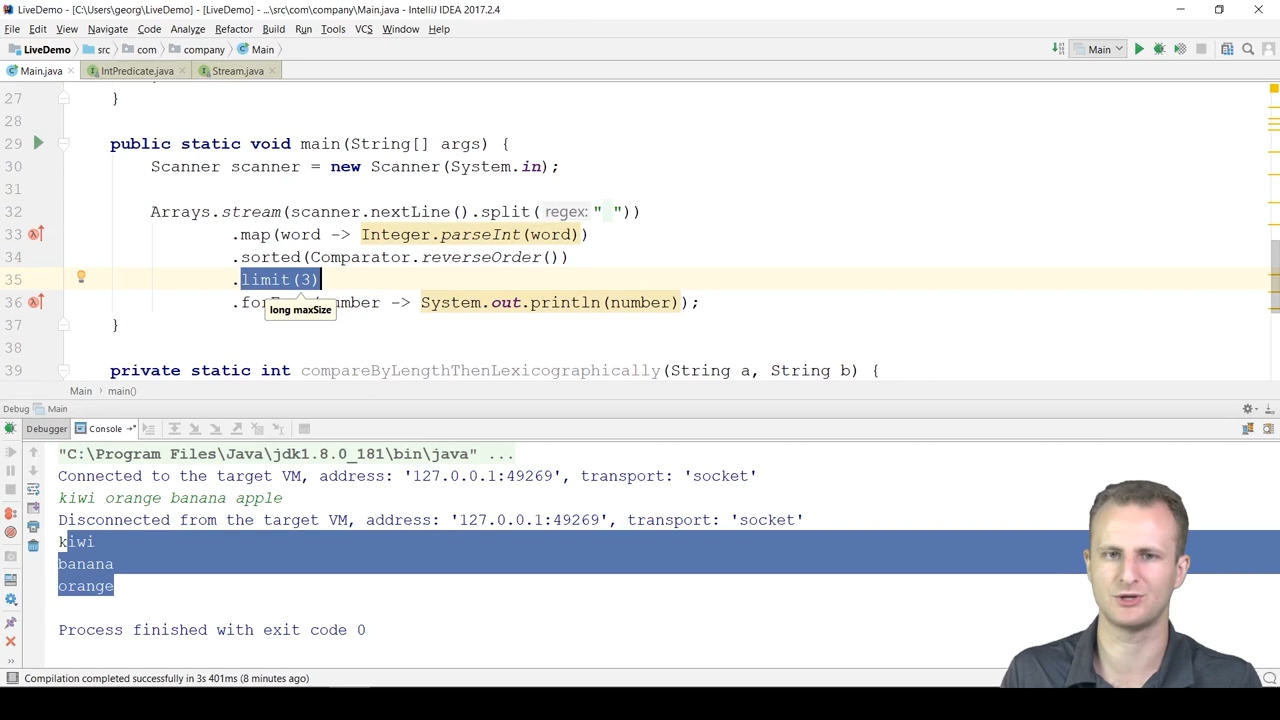 LiveDemo - [C:\Users\georg\LiveDemo] - [LiveDemo] - ...\src\com\company\Main.java - IntelliJ IDEA 2017.2.4
File Edit View Navigate Code Analyze Refactor Build Run Tools VCS Window Help
LiveDemo src com company Main Main
Main.java IntPredicate.java Stream.java
27 }
28
29 public static void main(String[] args) {
30 Scanner scanner = new Scanner(System.in);
31
32 Arrays.stream(scanner.nextLine().split( regex: " "))
33 .map(word -> Integer.parseInt(word))
34 .sorted(Comparator.reverseOrder())
35 .limit(3)
36 .for number -> System.out.println(number));
long maxSize
37 }
38
39 private static int compareByLengthThenLexicographically(String a, String b) {
Main main()
Debug Main
Debugger Console
"C:\Program Files\Java\jdk1.8.0_181\bin\java" ...
Connected to the target VM, address: '127.0.0.1:49269', transport: 'socket'
kiwi orange banana apple
Disconnected from the target VM, address: '127.0.0.1:49269', transport: 'socket'
kiwi
banana
orange
Process finished with exit code 0
Compilation completed successfully in 3s 401ms (8 minutes ago)